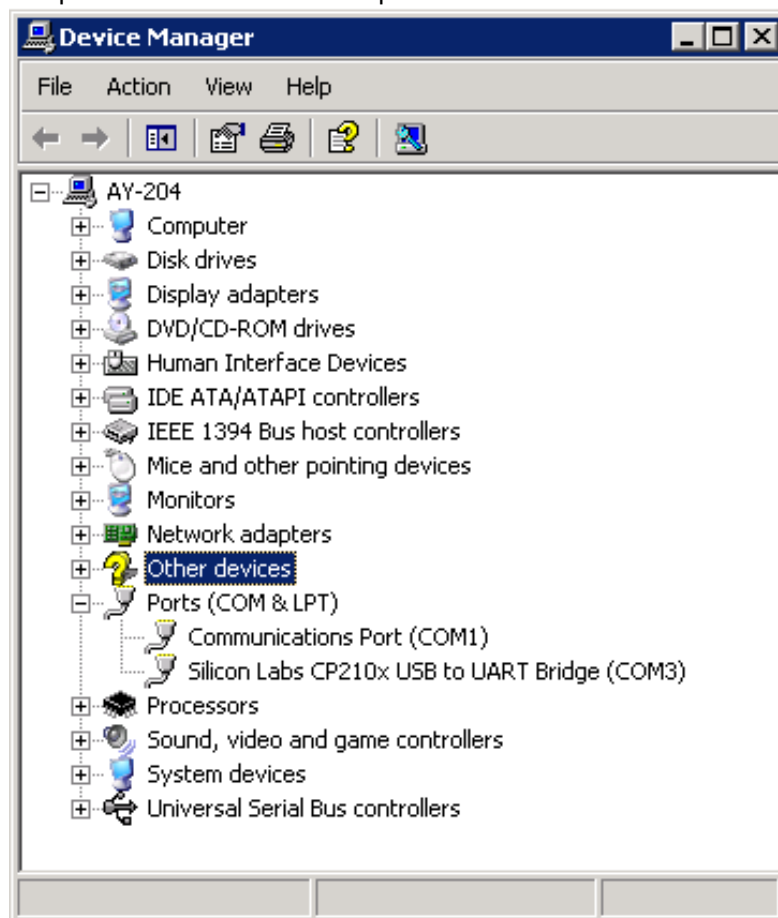 Device Manager
File Action View Help
AY-204
Computer
Disk drives
Display adapters
DVD/CD-ROM drives
Human Interface Devices
IDE ATA/ATAPI controllers
IEEE 1394 Bus host controllers
Mice and other pointing devices
Monitors
Network adapters
Other devices
Ports (COM & LPT)
Communications Port (COM1)
Silicon Labs CP210x USB to UART Bridge (COM3)
Processors
Sound, video and game controllers
System devices
Universal Serial Bus controllers